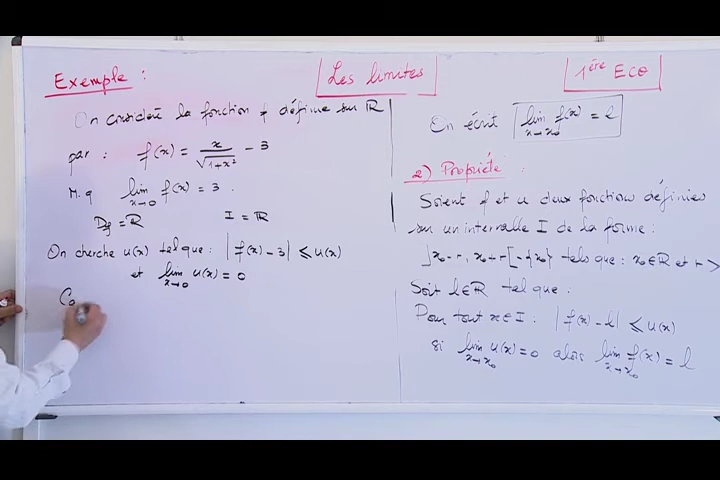 Exemple :
Les limites
1ère ECO
On considère la fonction f définie sur ℝ
par : f(x) = x/√(1+x²) - 3
M.q lim x→0 f(x) = 3.
Df = ℝ I = ℝ
On cherche u(x) tel que : |f(x) - 3| ≤ u(x)
et lim x→0 u(x) = 0
Co
On écrit lim x→x₀ f(x) = l
2) Propriété :
Soient f et u deux fonctions définies
sur un intervalle I de la forme :
]x₀ - r, x₀ + r[ - {x₀} tels que : x₀ ∈ ℝ et r >
Soit l ∈ ℝ tel que :
Pour tout x ∈ I : |f(x) - l| ≤ u(x)
si lim x→x₀ u(x) = 0 alors lim x→x₀ f(x) = l